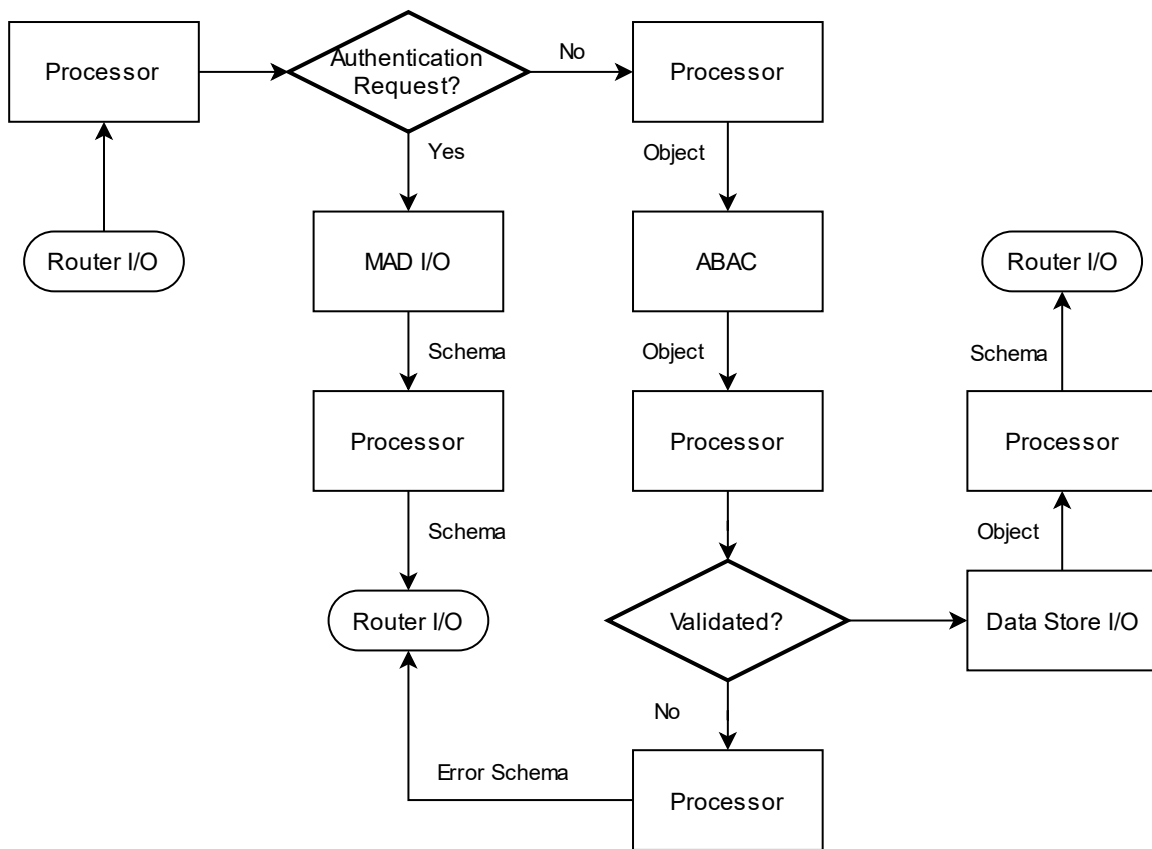 Processor
Authentication
Request?
No
Processor
Yes
Object
Router I/O
MAD I/O
ABAC
Router I/O
Schema
Object
Schema
Processor
Processor
Processor
Schema
Object
Router I/O
Validated?
Data Store I/O
No
Error Schema
Processor